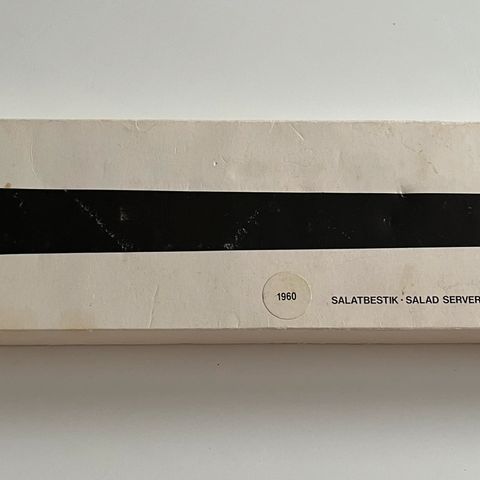 1960
SALATBESTIK · SALAD SERVER